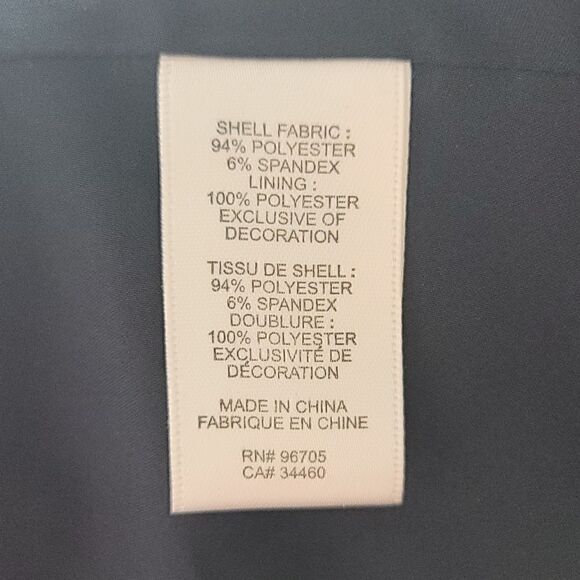 SHELL FABRIC :
94% POLYESTER
6% SPANDEX
LINING :
100% POLYESTER
EXCLUSIVE OF
DECORATION
TISSU DE SHELL :
94% POLYESTER
6% SPANDEX
DOUBLURE :
100% POLYESTER
EXCLUSIVITÉ DE
DÉCORATION
MADE IN CHINA
FABRIQUE EN CHINE
RN# 96705
CA# 34460